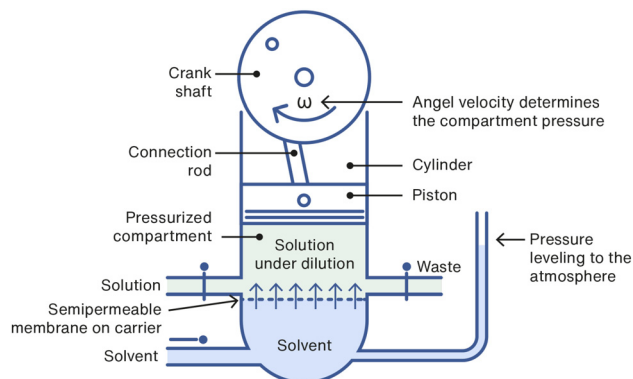 Crank
shaft
ω
Angel velocity determines
the compartment pressure
Connection
rod
Cylinder
Piston
Pressurized
compartment
Solution
under dilution
Pressure
leveling to the
atmosphere
Waste
Solution
Semipermeable
membrane on carrier
Solvent
Solvent